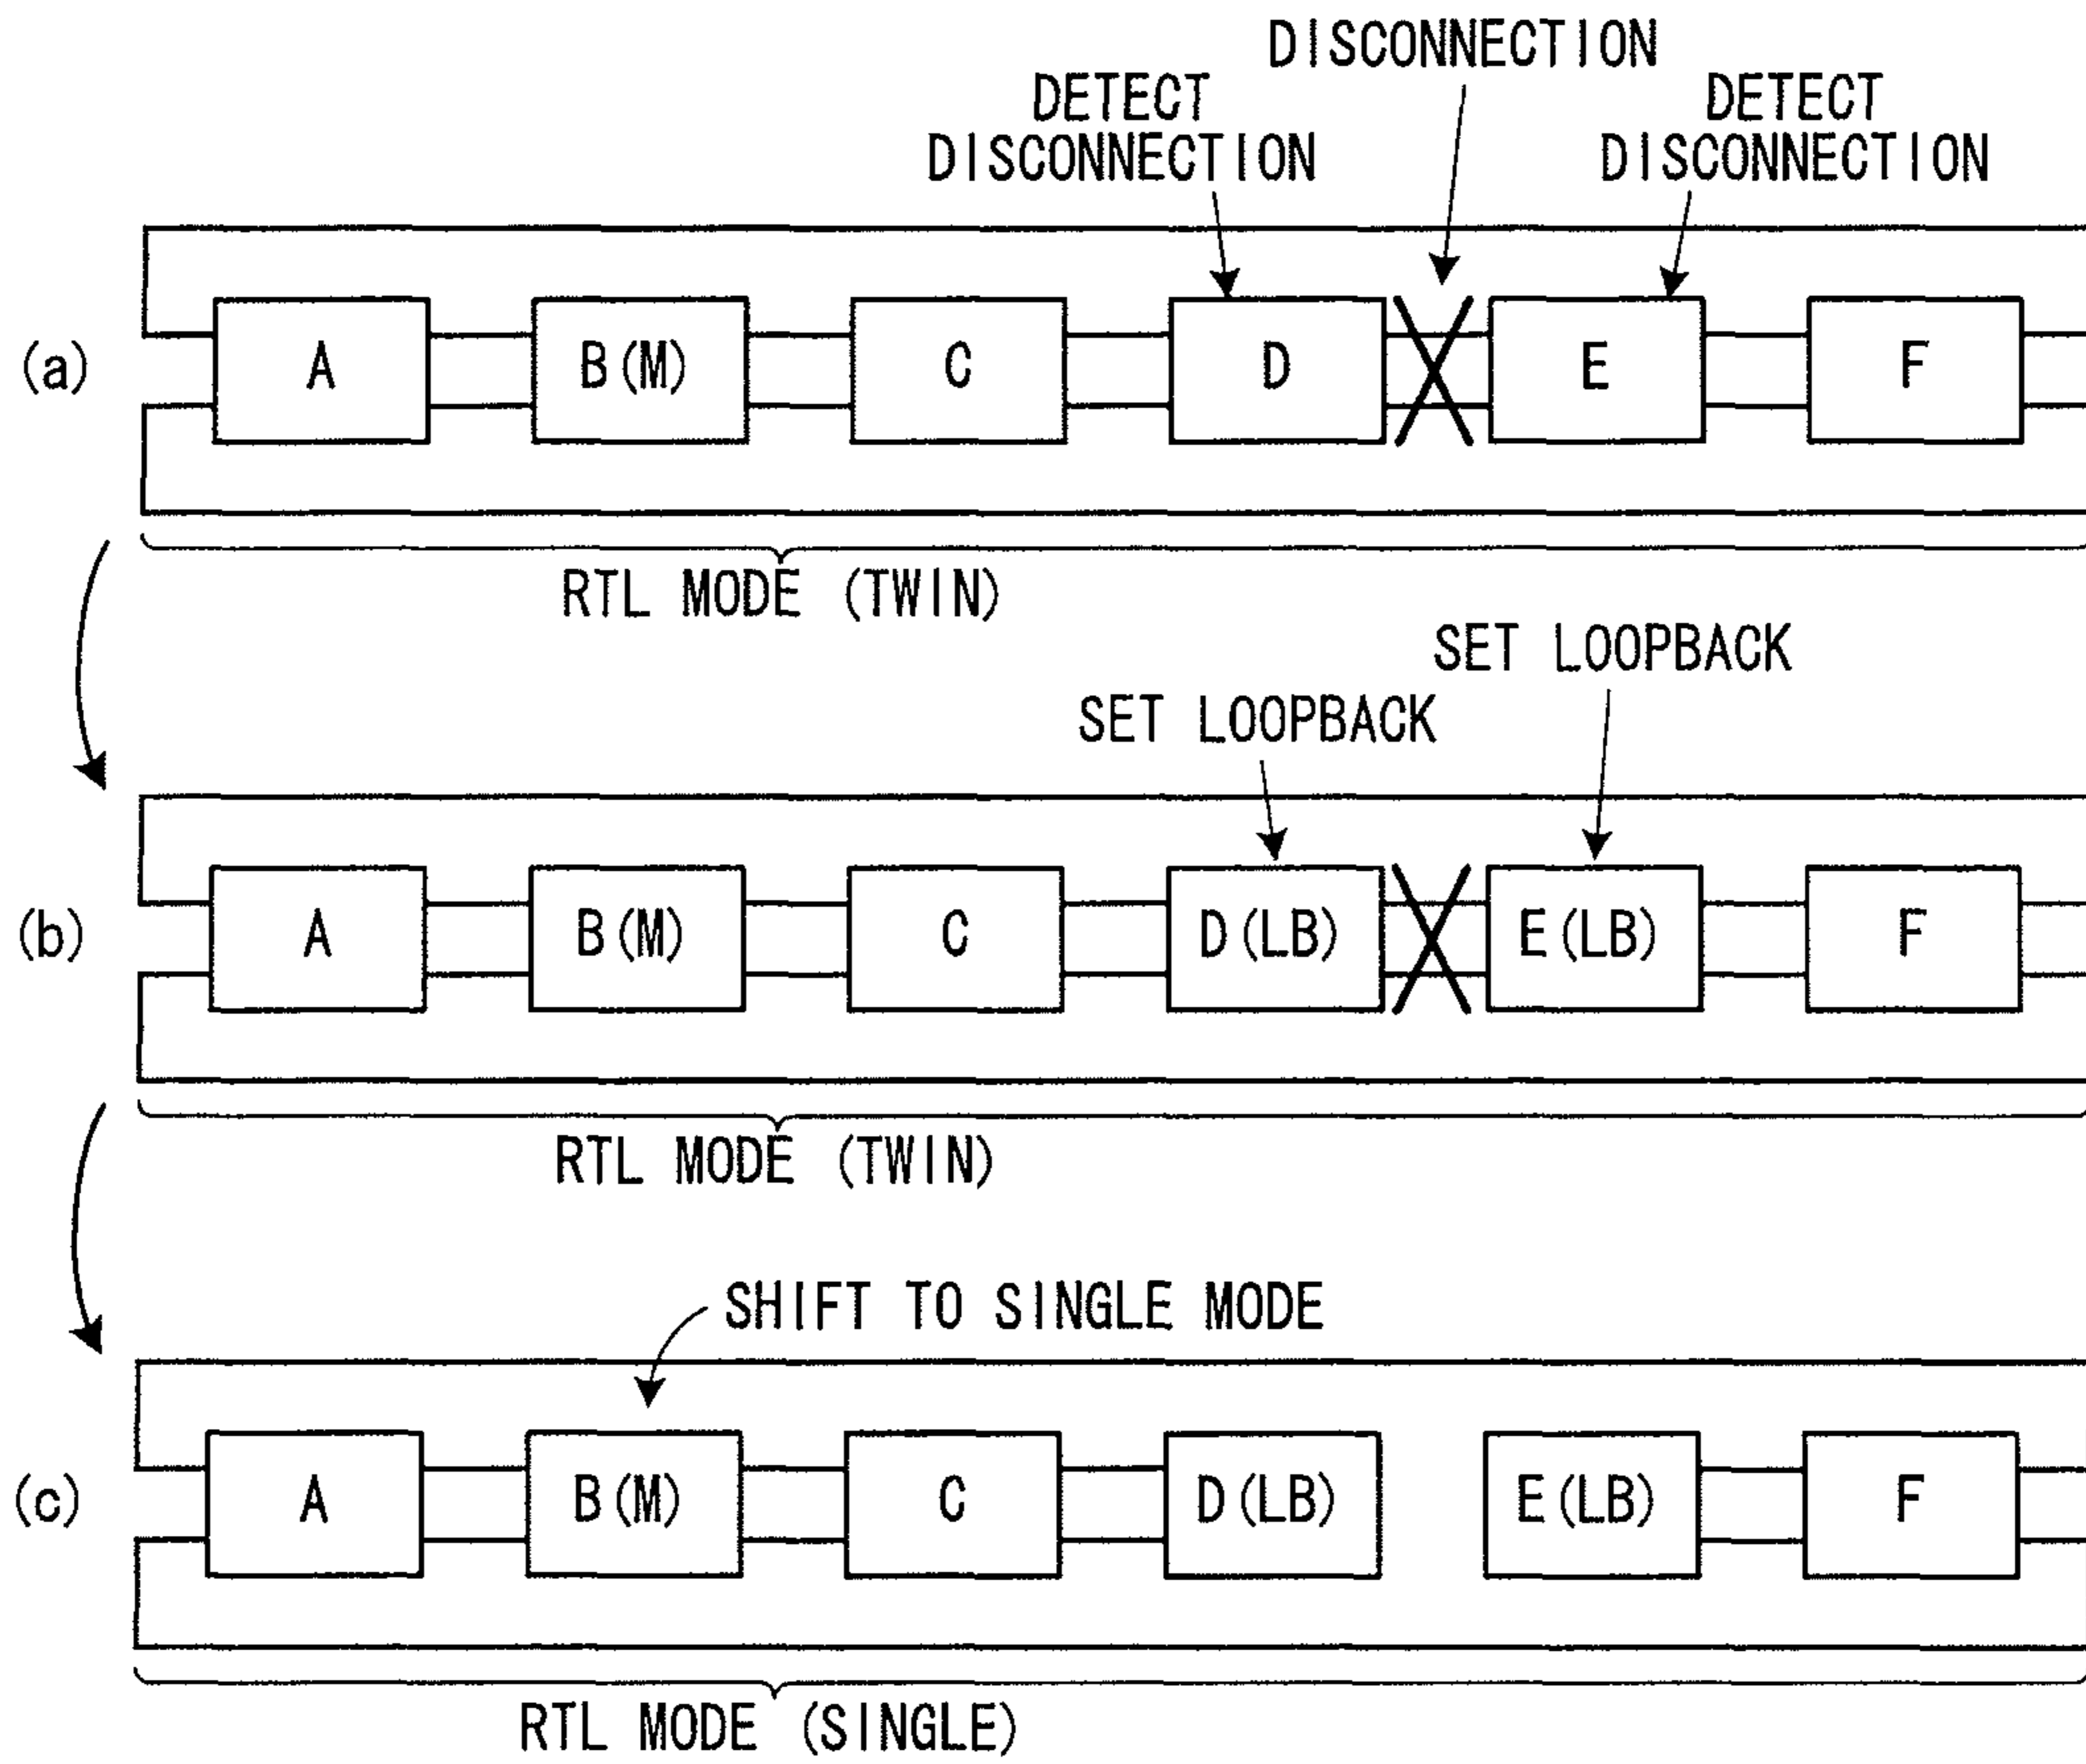 DISCONNECTION
DETECT
DISCONNECTION
DETECT
DISCONNECTION
(a)
A
B(M)
C
D
E
F
RTL MODE (TWIN)
SET LOOPBACK
SET LOOPBACK
(b)
A
B(M)
C
D(LB)
E(LB)
F
RTL MODE (TWIN)
SHIFT TO SINGLE MODE
(c)
A
B(M)
C
D(LB)
E(LB)
F
RTL MODE (SINGLE)